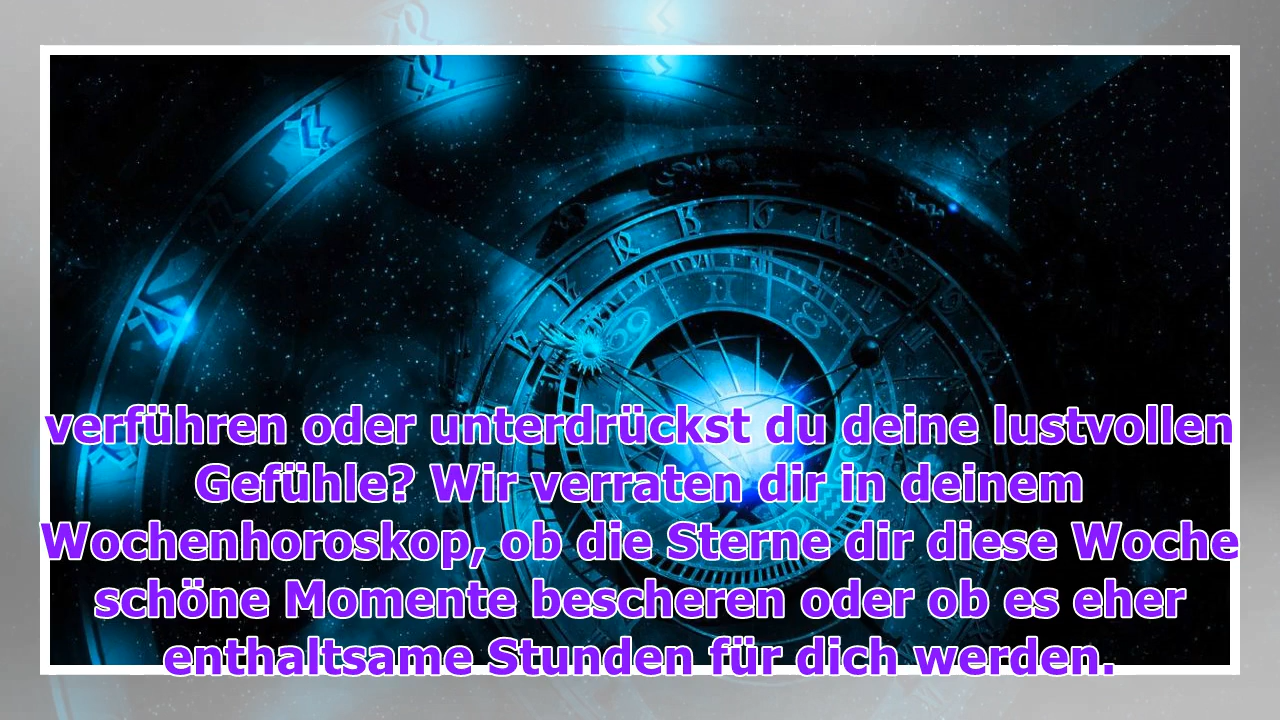 verführen oder unterdrückst du deine lustvollen
Gefühle? Wir verraten dir in deinem
Wochenhoroskop, ob die Sterne dir diese Woche
schöne Momente bescheren oder ob es eher
enthaltsame Stunden für dich werden.